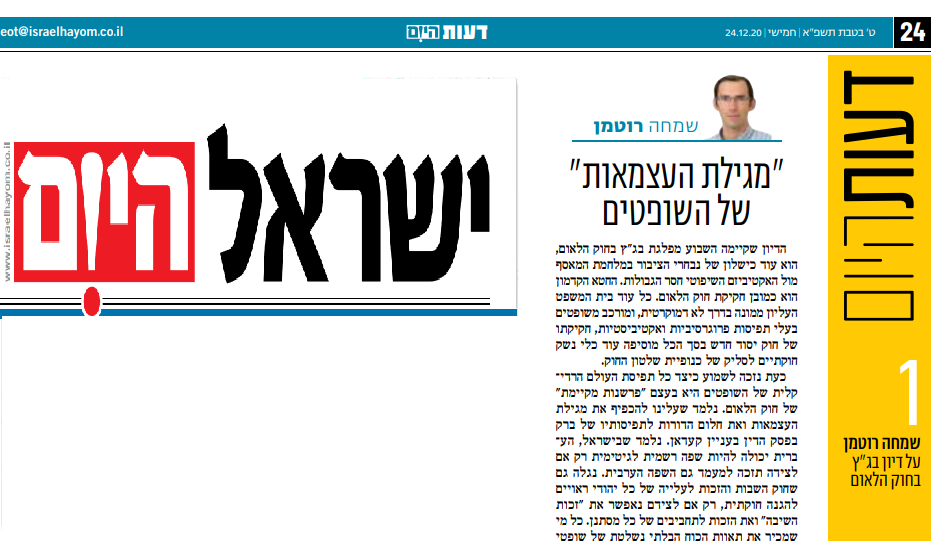 24
ט' בטבת תשפ"א | חמישי | 24.12.20
דעות היום
eot@israelhayom.co.il
דעות היום
1
שמחה רוטמן
על דיון בג"ץ
בחוק הלאום
שמחה רוטמן
"מגילת העצמאות"
של השופטים
הדיון שקיימה השבוע מפלגת בג"ץ בחוק הלאום,
הוא עוד כישלון של נבחרי הציבור במלחמת המאסף
מול האקטיביזם השיפוטי חסר הגבולות. החטא הקדמון
הוא כמובן חקיקת חוק הלאום. כל עוד בית המשפט
העליון ממונה בדרך לא דמוקרטית, ומורכב משופטים
בעלי תפיסות פרוגרסיביות ואקטיביסטיות, חקיקתו
של חוק יסוד חדש בסך הכל מוסיפה עוד כלי נשק
חוקתיים לסליק של כנופיית שלטון החוק.
כעת נזכה לשמוע כיצד כל תפיסת העולם הרדי־
קלית של השופטים היא בעצם "פרשנות מקיימת"
של חוק הלאום. נלמד שעלינו להכפיף את מגילת
העצמאות ואת חלום הדורות לתפיסותיו של ברק
בפסק הדין בעניין קעדאן. נלמד שבישראל, הע־
ברית יכולה להיות שפה רשמית לגיטימית רק אם
לצידה תזכה למעמד גם השפה הערבית. נגלה גם
שחוק השבות והזכות לעלייה של כל יהודי ראויים
להגנה חוקתית, רק אם לצידם נאפשר את "זכות
השיבה" ואת הזכות לתחביבים של כל מסתנן. כל מי
שמכיר את תאוות הכוח הבלתי נשלטת של שופטי
ישראל היום
www.israelhayom.co.il